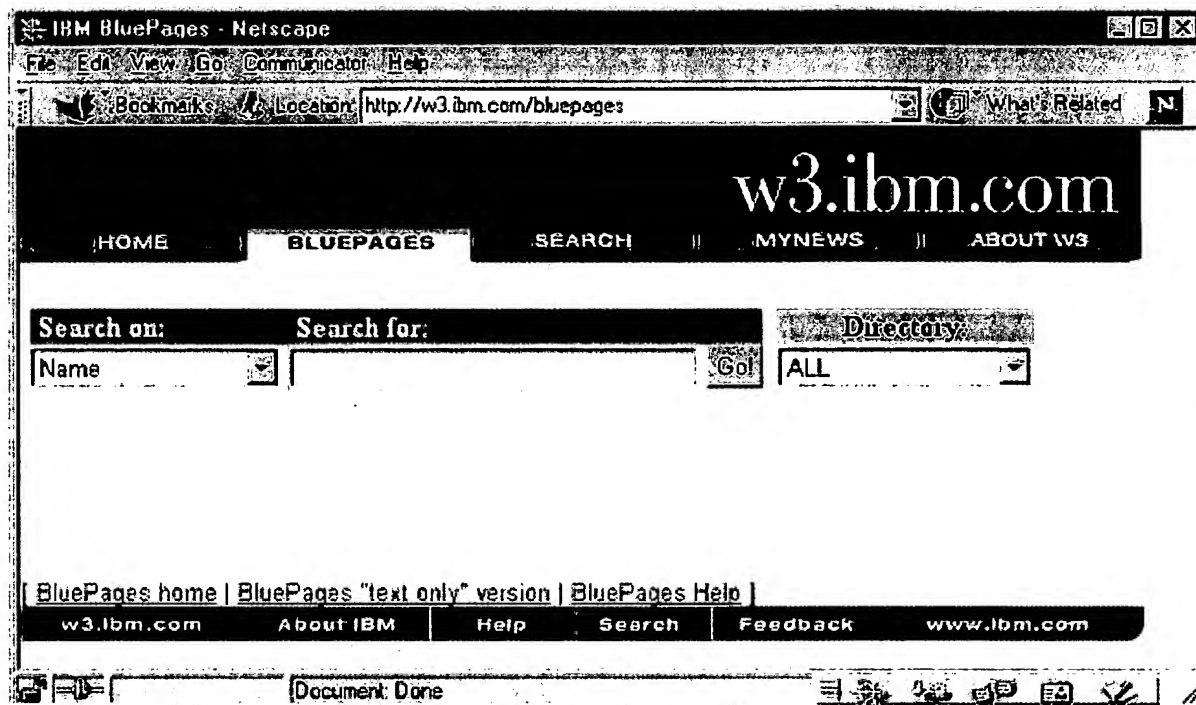 IBM BluePages - Netscape
File Edit View Go Communicator Help
Bookmarks Location: http://w3.ibm.com/bluepages What's Related N
w3.ibm.com
HOME BLUEPAGES SEARCH MYNEWS ABOUT W3
Search on: Search for: Directory:
Name Go! ALL
[ BluePages home | BluePages "text only" version | BluePages Help ]
w3.ibm.com About IBM Help Search Feedback www.ibm.com
Document: Done